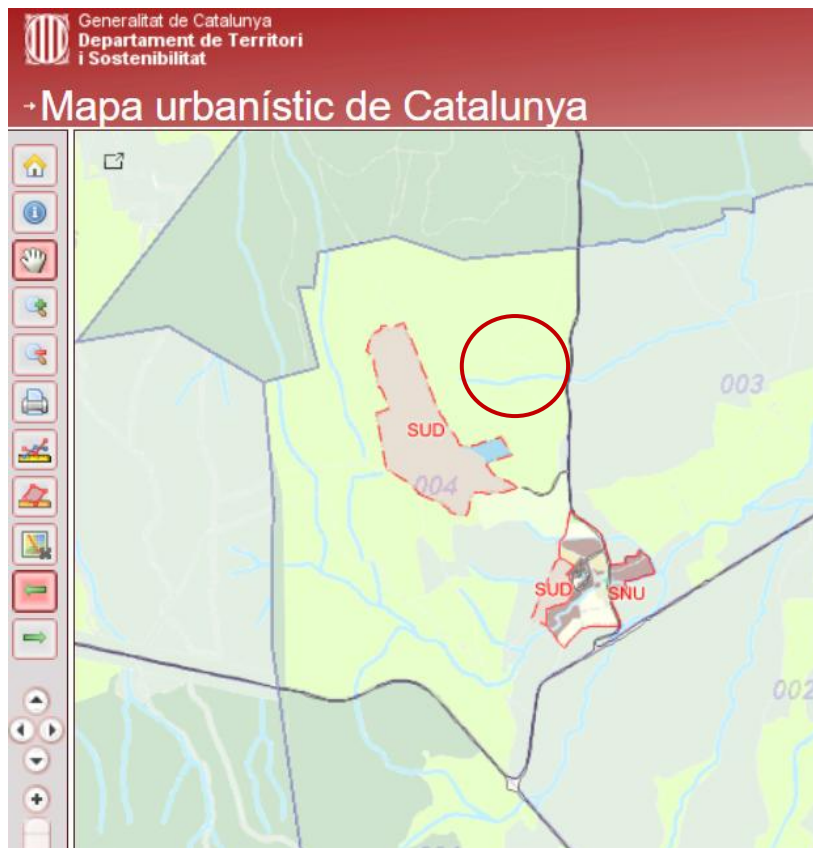 Generalitat de Catalunya
Departament de Territori
i Sostenibilitat
Mapa urbanístic de Catalunya
003
SUD
004
SUD
SNU
002